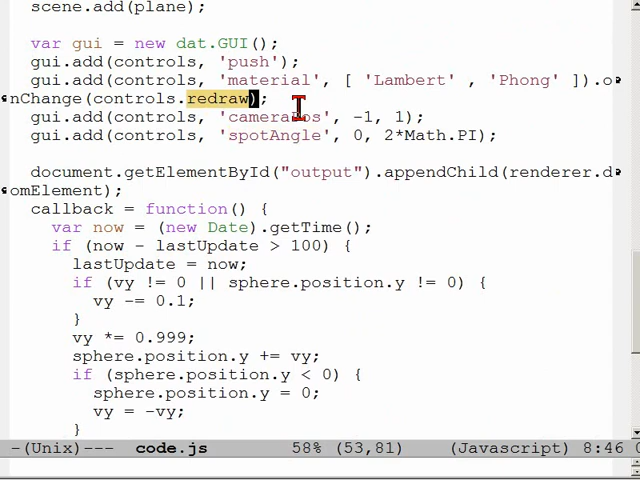 scene.add(plane);
var gui = new dat.GUI();
gui.add(controls, 'push');
gui.add(controls, 'material', [ 'Lambert' , 'Phong' ]).o
nChange(controls.redraw);
gui.add(controls, 'cameraPos', -1, 1);
gui.add(controls, 'spotAngle', 0, 2*Math.PI);
document.getElementById("output").appendChild(renderer.d
omElement);
callback = function() {
var now = (new Date).getTime();
if (now - lastUpdate > 100) {
lastUpdate = now;
if (vy != 0 || sphere.position.y != 0) {
vy -= 0.1;
}
vy *= 0.999;
sphere.position.y += vy;
if (sphere.position.y < 0) {
sphere.position.y = 0;
vy = -vy;
}
-(Unix)--- code.js 58% (53,81) (Javascript) 8:46